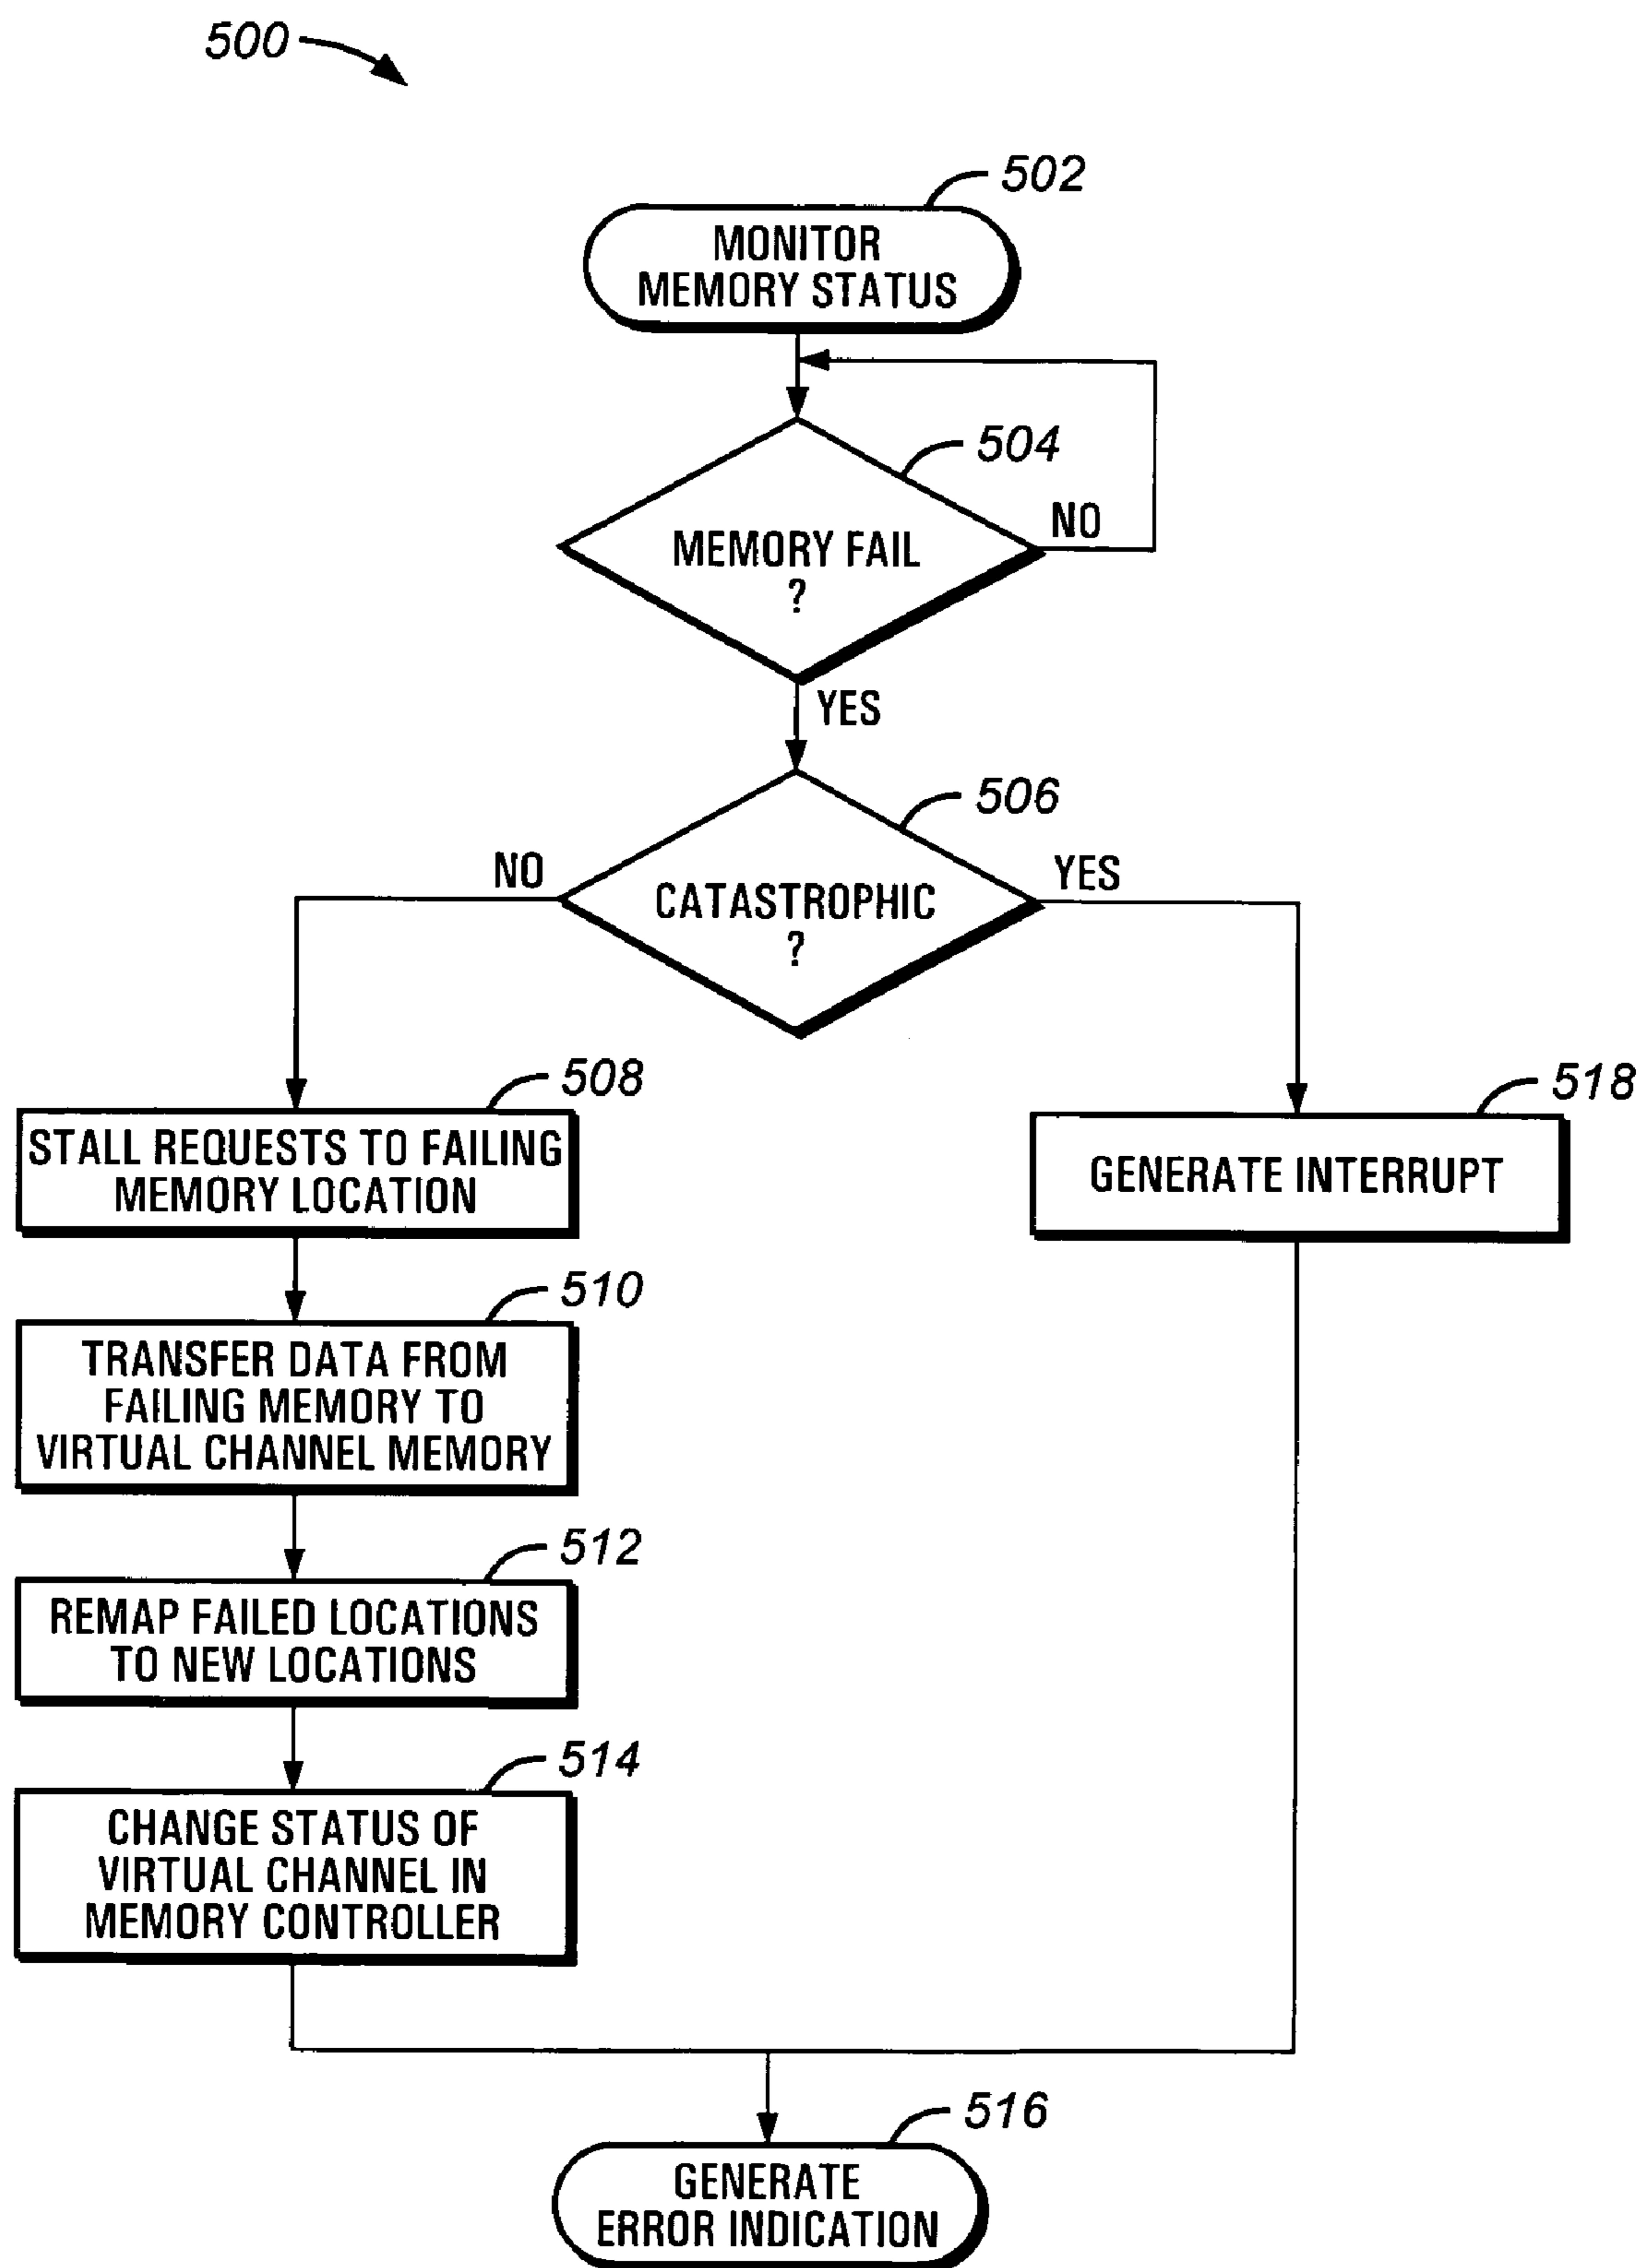 500
502
MONITOR
MEMORY STATUS
504
NO
MEMORY FAIL
?
YES
506
NO
YES
CATASTROPHIC
?
508
STALL REQUESTS TO FAILING
MEMORY LOCATION
518
GENERATE INTERRUPT
510
TRANSFER DATA FROM
FAILING MEMORY TO
VIRTUAL CHANNEL MEMORY
512
REMAP FAILED LOCATIONS
TO NEW LOCATIONS
514
CHANGE STATUS OF
VIRTUAL CHANNEL IN
MEMORY CONTROLLER
516
GENERATE
ERROR INDICATION